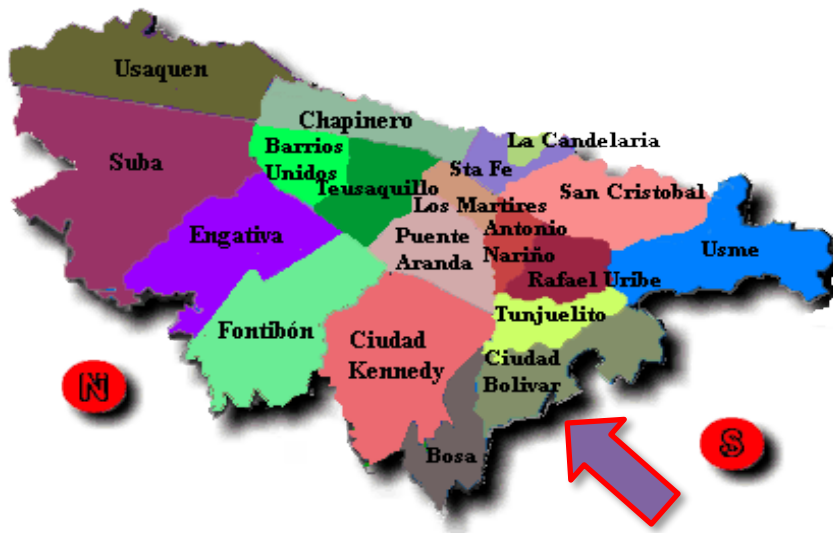 Usaquen
Chapinero
La Candelaria
Barrios
Unidos
Suba
Sta Fe
Teusaquillo
San Cristobal
Los Martires
Engativa
Puente
Aranda
Antonio
Nariño
Usme
Rafael Uribe
Fontibón
Tunjuelito
Ciudad
Kennedy
Ciudad
Bolivar
N
S
Bosa